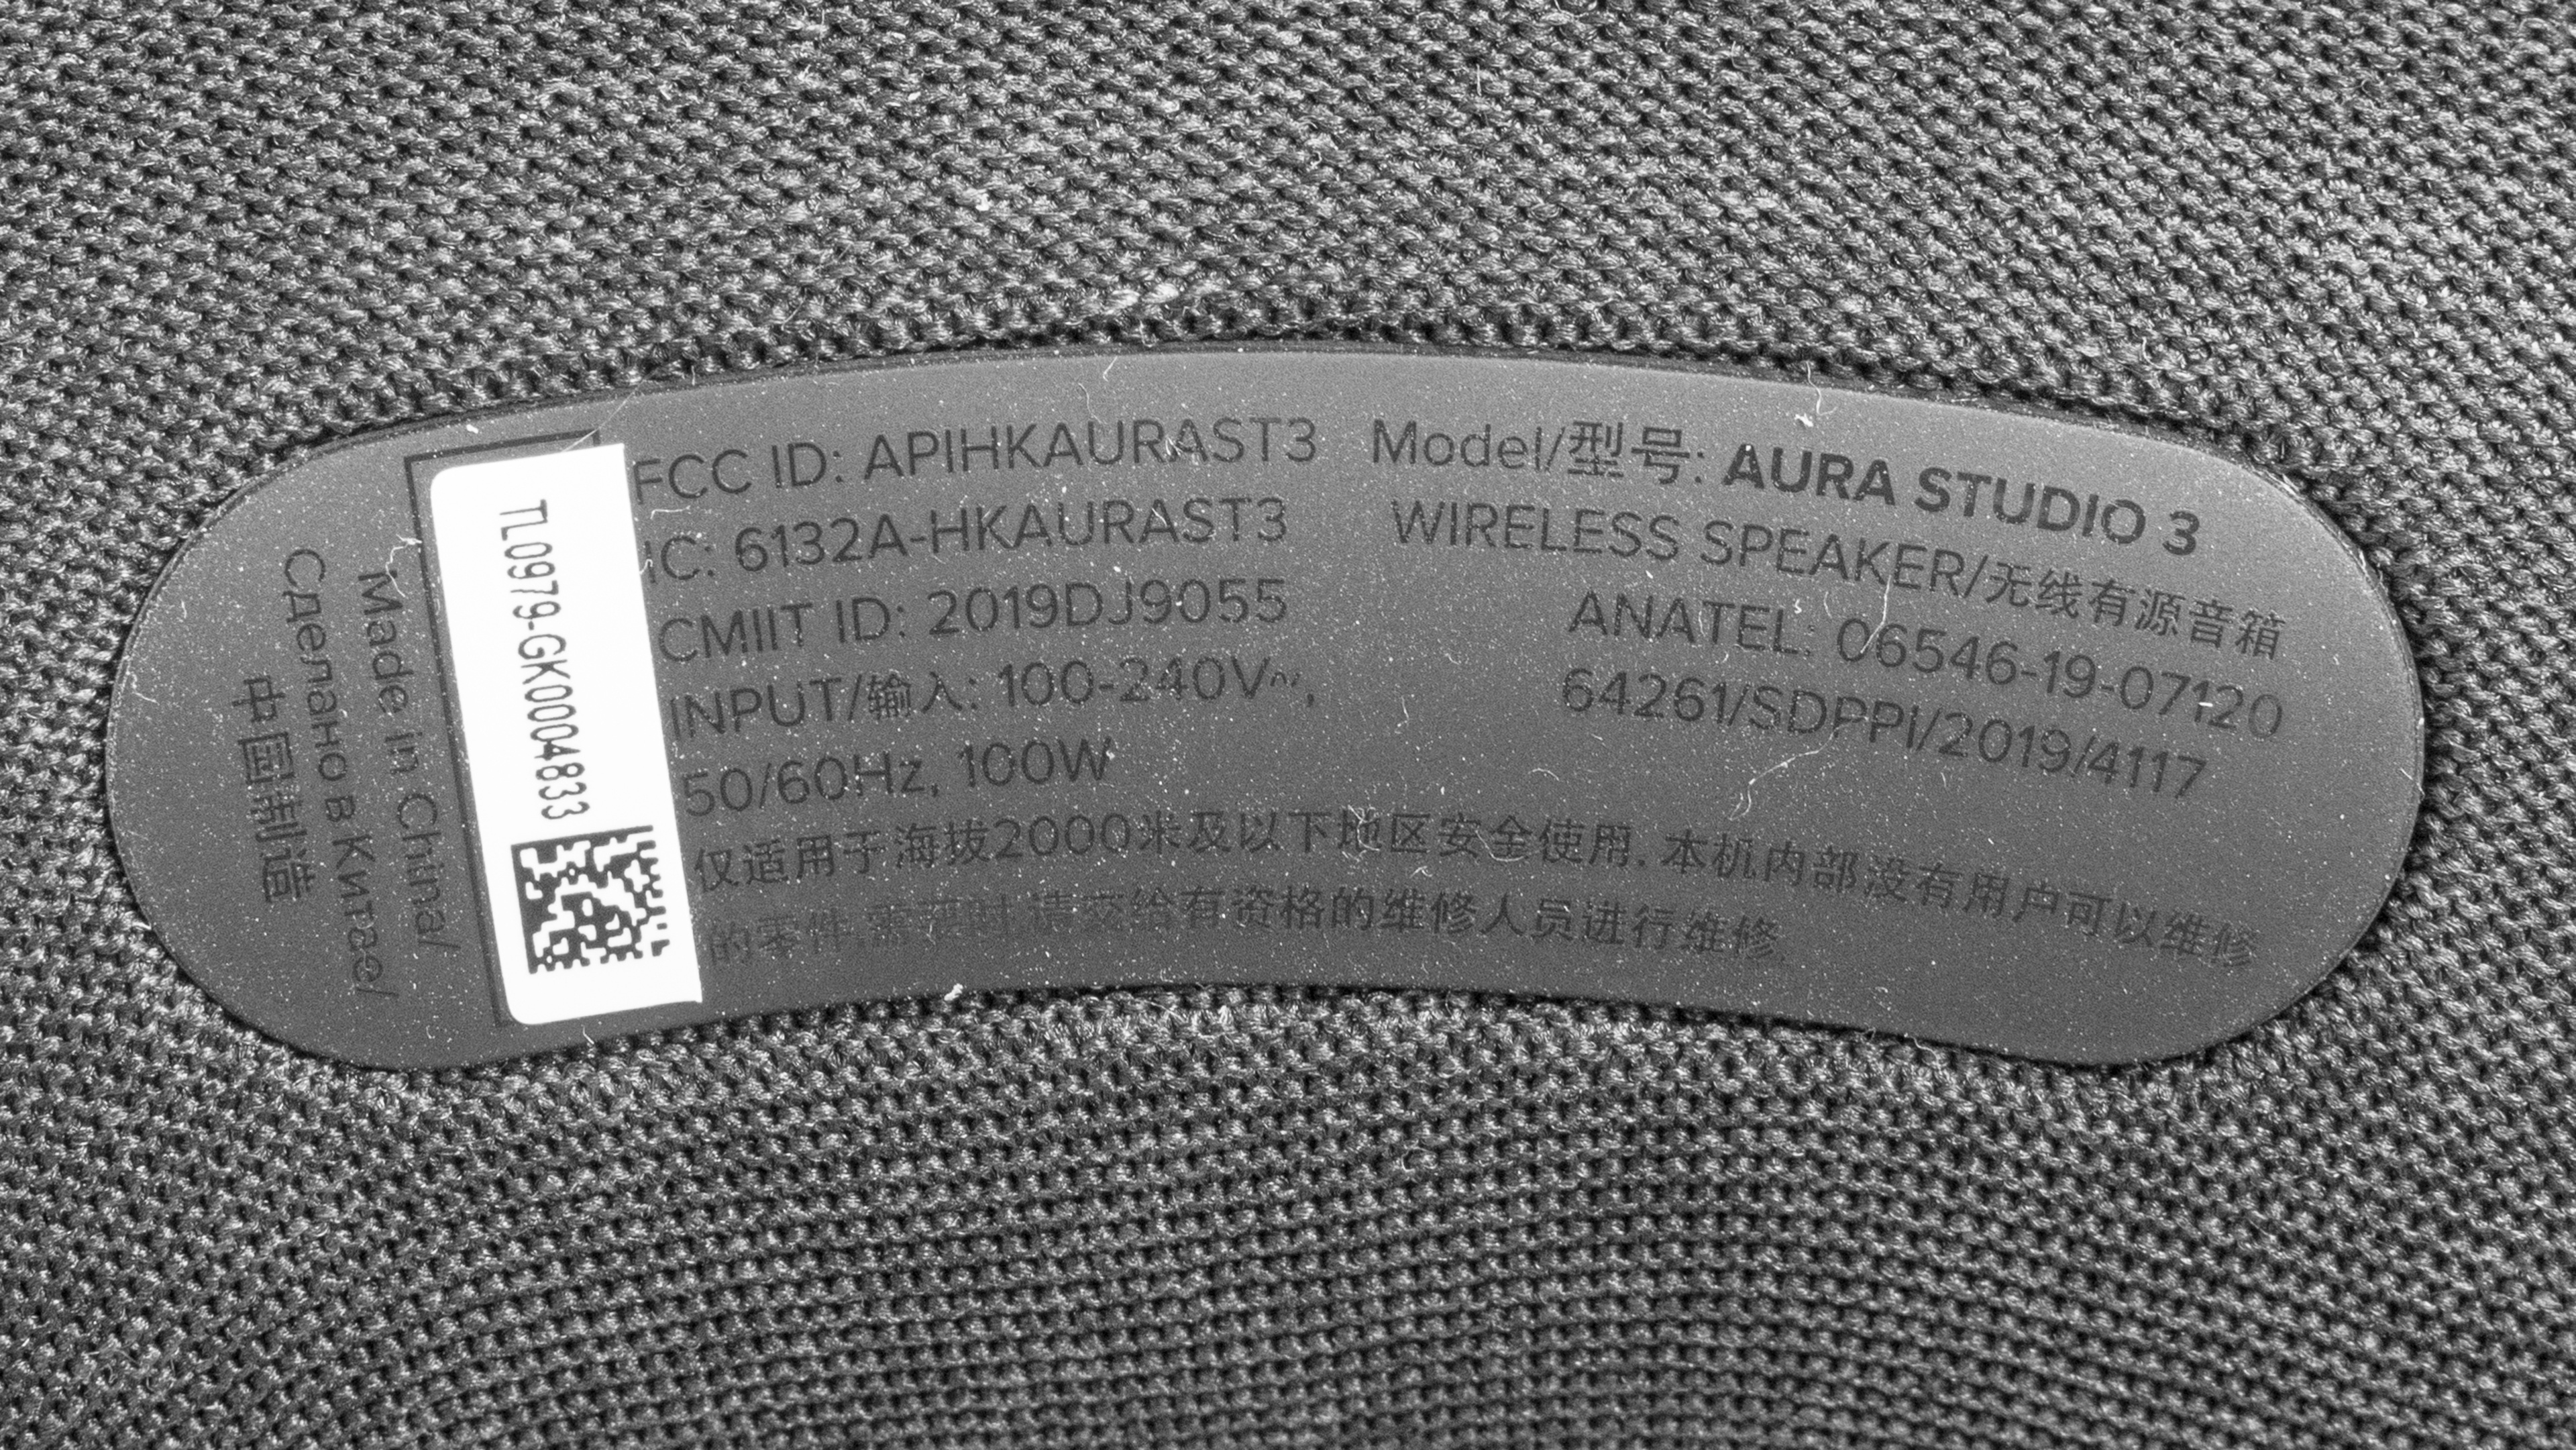 Made in China/
Сделано в Китае/
中国制造
TL0979-GK0004833
FCC ID: APIHKAURAST3
IC: 6132A-HKAURAST3
CMIIT ID: 2019DJ9055
INPUT/输入: 100-240V~,
50/60Hz, 100W
Model/型号: AURA STUDIO 3
WIRELESS SPEAKER/无线有源音箱
ANATEL: 06546-19-07120
64261/SDPPI/2019/4117
仅适用于海拔2000米及以下地区安全使用. 本机内部没有用户可以维修
的零件,需要时,请交给有资格的维修人员进行维修.